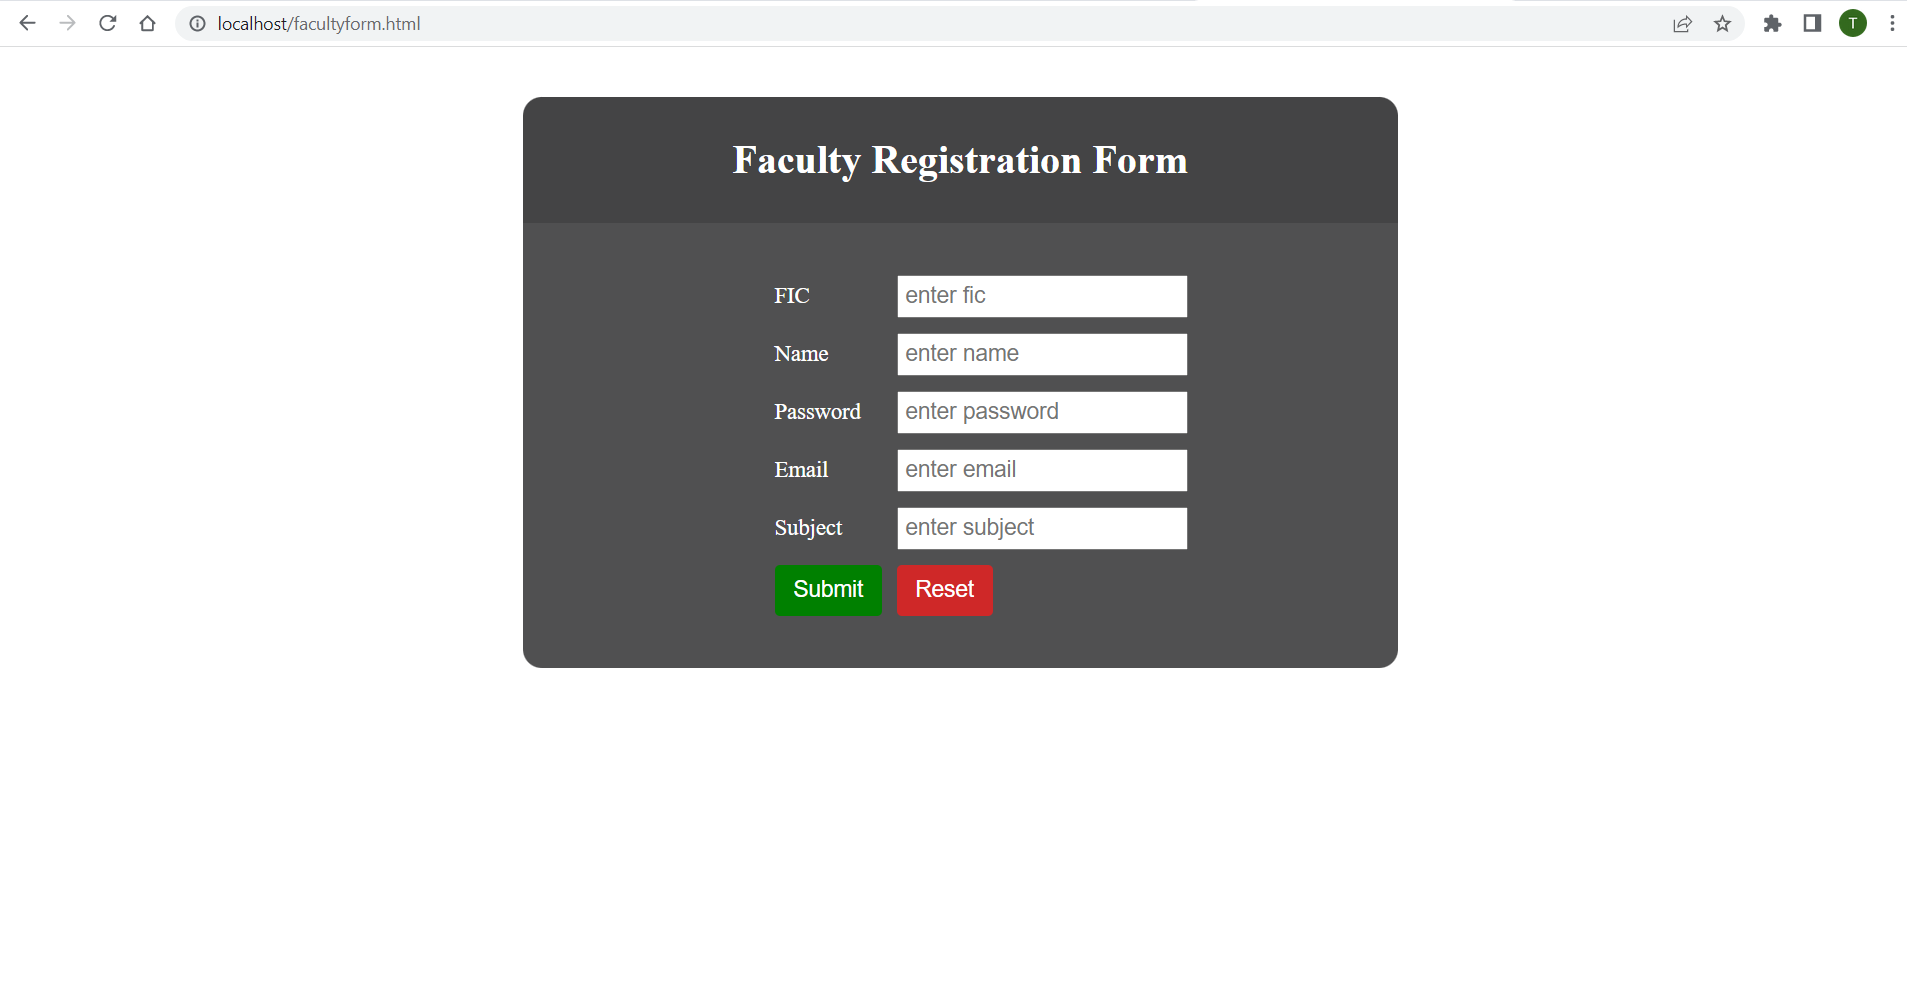 localhost/facultyform.html
T
Faculty Registration Form
FIC enter fic
Name enter name
Password enter password
Email enter email
Subject enter subject
Submit Reset